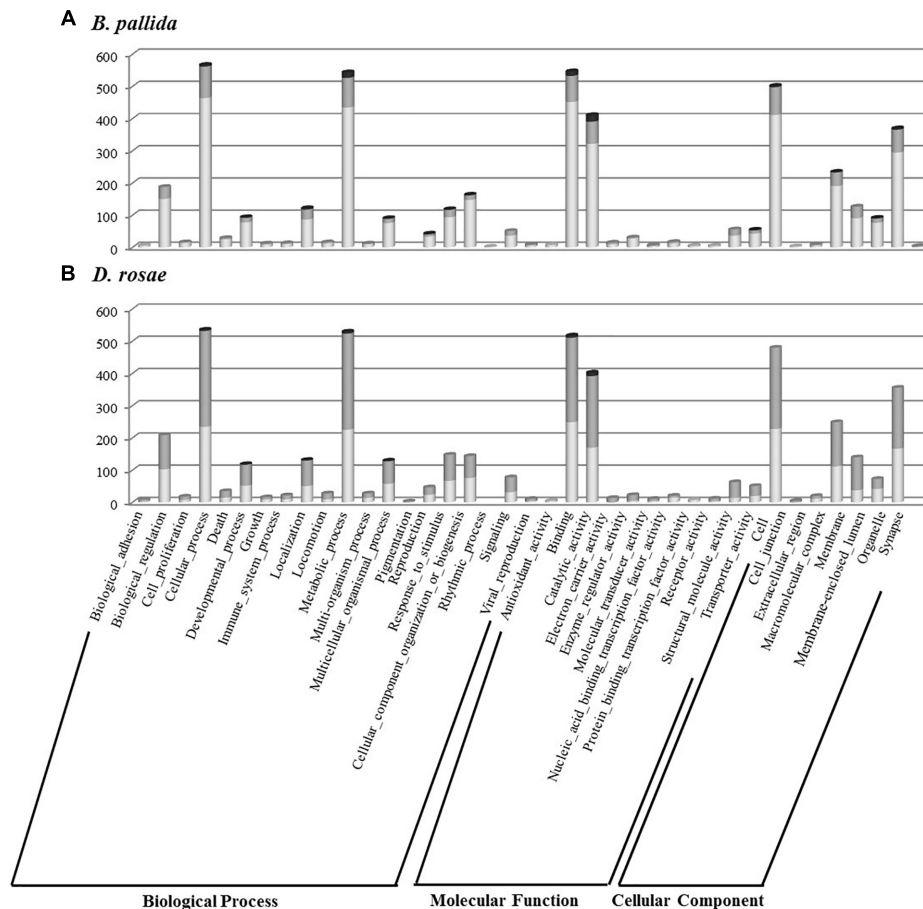 A B. pallida
600
500
400
300
200
100
0
B D. rosae
600
500
400
300
200
100
0
Biological_adhesion
Biological_regulation
Cell_proliferation
Cellular_process
Death
Developmental_process
Growth
Immune_system_process
Localization
Locomotion
Metabolic_process
Multi-organism_process
Multicellular_organismal_process
Pigmentation
Reproduction
Response_to_stimulus
Cellular_component_organization_or_biogenesis
Rhythmic_process
Signaling
Viral_reproduction
Antioxidant_activity
Binding
Catalytic_activity
Electron_carrier_activity
Enzyme_regulator_activity
Molecular_transducer_activity
Nucleic_acid_binding_transcription_factor_activity
Protein_binding_transcription_factor_activity
Receptor_activity
Structural_molecule_activity
Transporter_activity
Cell
Cell_junction
Extracellular_region
Macromolecular_complex
Membrane
Membrane-enclosed_lumen
Organelle
Synapse
Biological Process
Molecular Function
Cellular Component